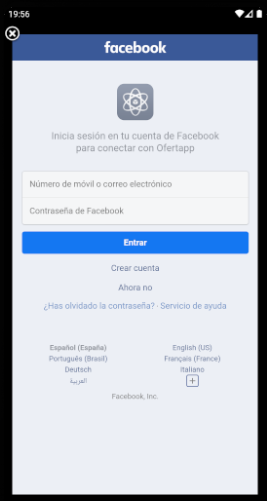 19:56
facebook
Inicia sesión en tu cuenta de Facebook
para conectar con Ofertapp
Número de móvil o correo electrónico
Contraseña de Facebook
Entrar
Crear cuenta
Ahora no
¿Has olvidado la contraseña? · Servicio de ayuda
Español (España) English (US)
Português (Brasil) Français (France)
Deutsch Italiano
العربية
Facebook, Inc.